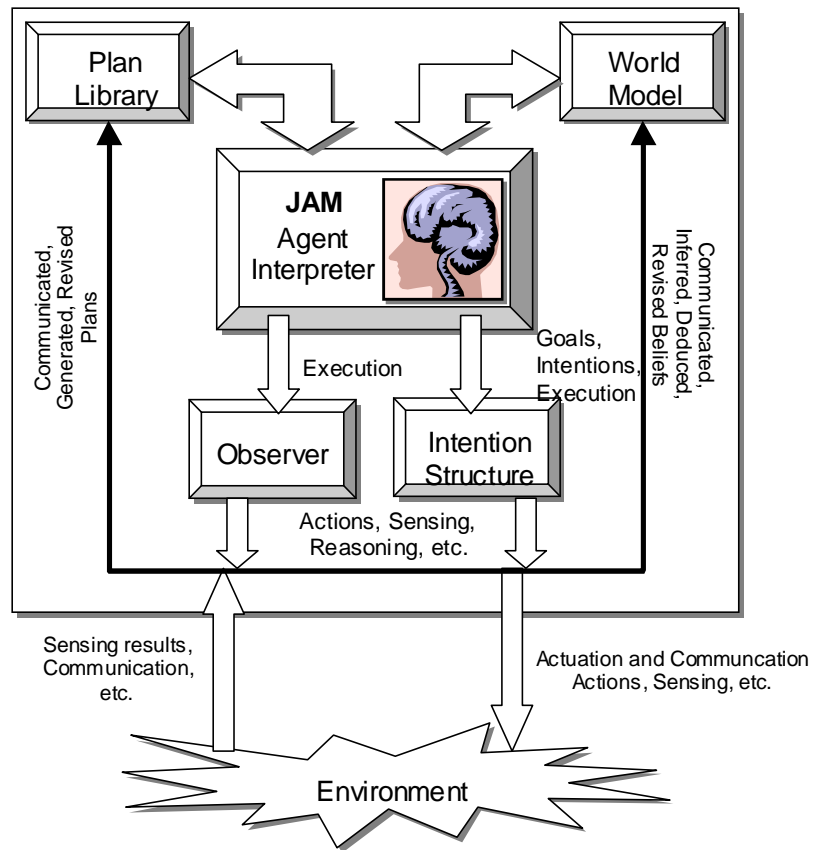 Plan
Library
World
Model
JAM
Agent
Interpreter
Communicated,
Generated, Revised
Plans
Communicated,
Inferred, Deduced,
Revised Beliefs
Execution
Goals,
Intentions,
Execution
Observer
Intention
Structure
Actions, Sensing,
Reasoning, etc.
Sensing results,
Communication,
etc.
Actuation and Communcation
Actions, Sensing, etc.
Environment